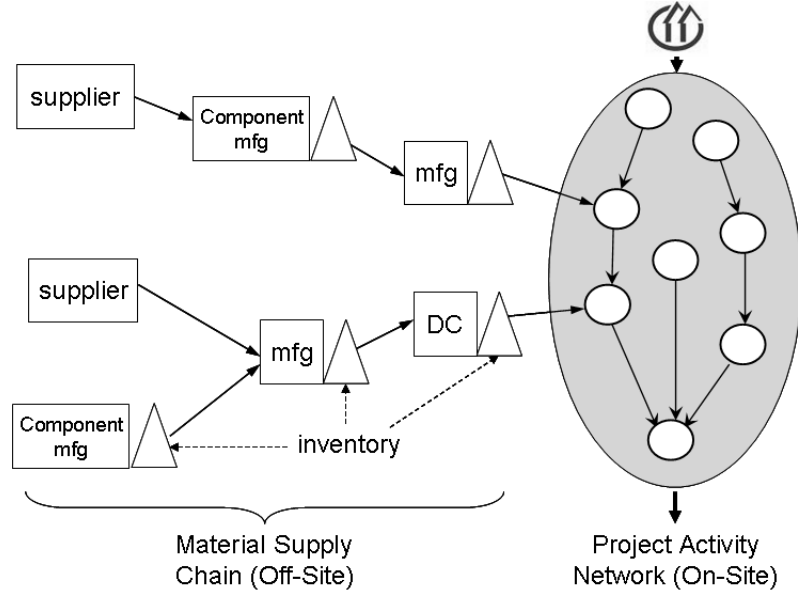 supplier
Component
mfg
mfg
supplier
mfg
DC
Component
mfg
inventory
Material Supply
Chain (Off-Site)
Project Activity
Network (On-Site)